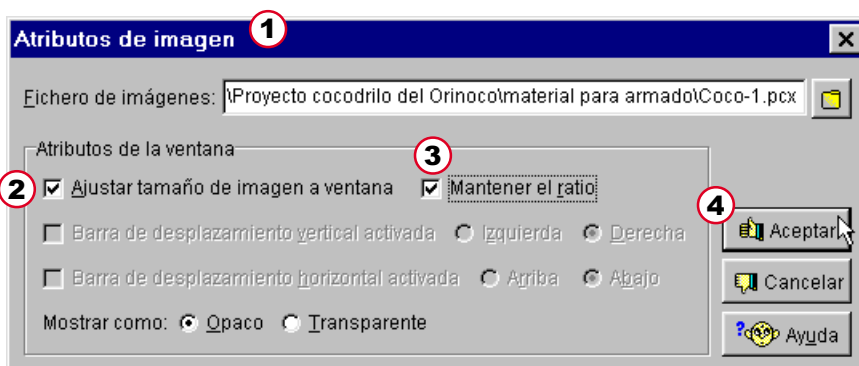 1
Atributos de imagen
Fichero de imágenes: \Proyecto cocodrilo del Orinoco\material para armado\Coco-1.pcx
Atributos de la ventana
3
2 Ajustar tamaño de imagen a ventana Mantener el ratio
4
Barra de desplazamiento vertical activada Izquierda Derecha Aceptar
Barra de desplazamiento horizontal activada Arriba Abajo Cancelar
Mostrar como: Opaco Transparente
Ayuda